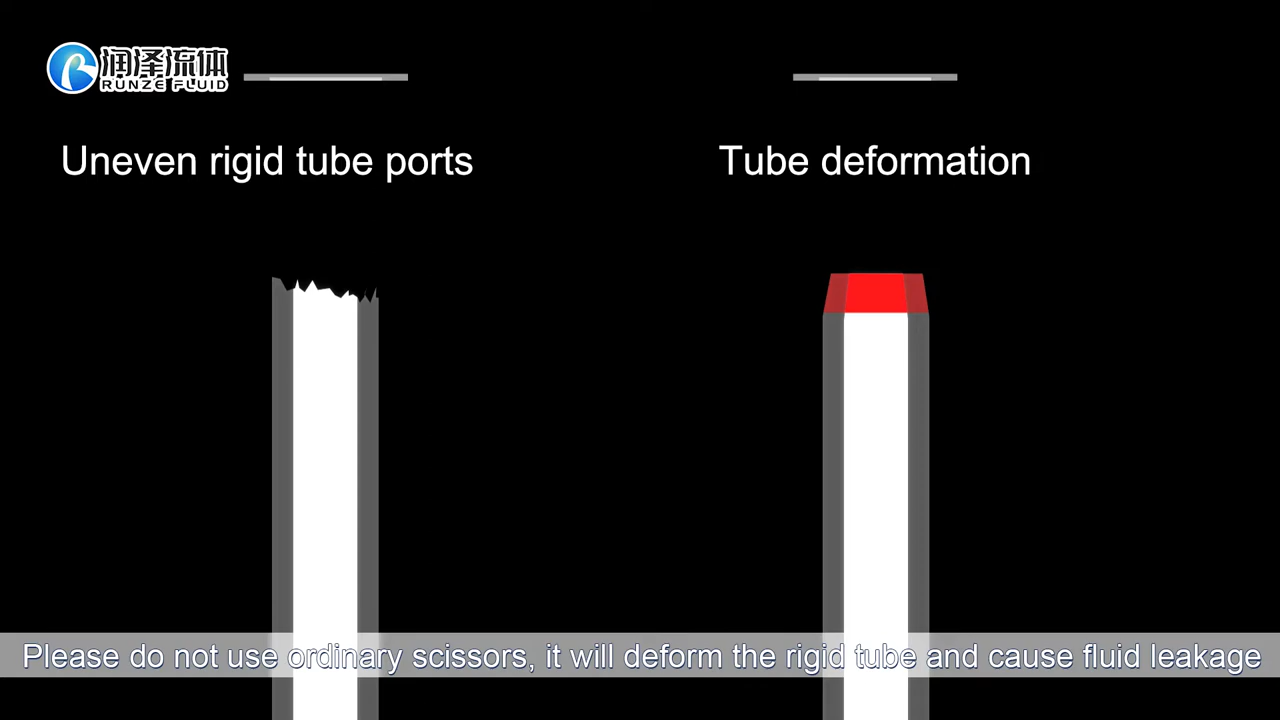 润泽流体
RUNZE FLUID
Uneven rigid tube ports
Tube deformation
Please do not use ordinary scissors, it will deform the rigid tube and cause fluid leakage